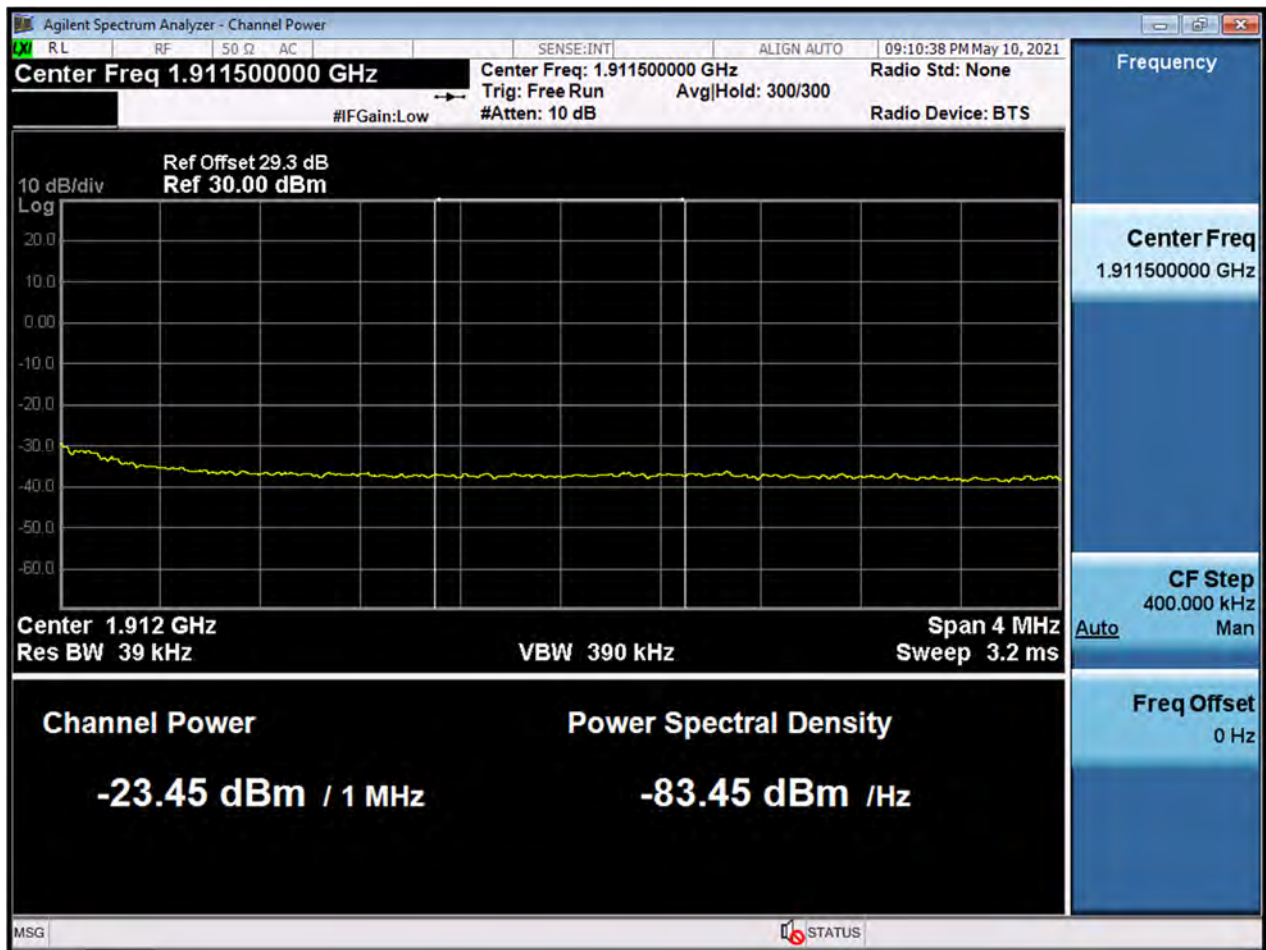 Agilent Spectrum Analyzer - Channel Power
LXI RL RF 50 Ω AC SENSE:INT ALIGN AUTO 09:10:38 PM May 10, 2021
Center Freq 1.911500000 GHz
#IFGain:Low
Center Freq: 1.911500000 GHz
Trig: Free Run Avg|Hold: 300/300
#Atten: 10 dB
Radio Std: None
Radio Device: BTS
Ref Offset 29.3 dB
10 dB/div Ref 30.00 dBm
Log
20.0
10.0
0.00
-10.0
-20.0
-30.0
-40.0
-50.0
-60.0
Center 1.912 GHz Span 4 MHz
Res BW 39 kHz VBW 390 kHz Sweep 3.2 ms
Channel Power Power Spectral Density
-23.45 dBm / 1 MHz -83.45 dBm /Hz
Frequency
Center Freq
1.911500000 GHz
CF Step
400.000 kHz
Auto Man
Freq Offset
0 Hz
MSG STATUS